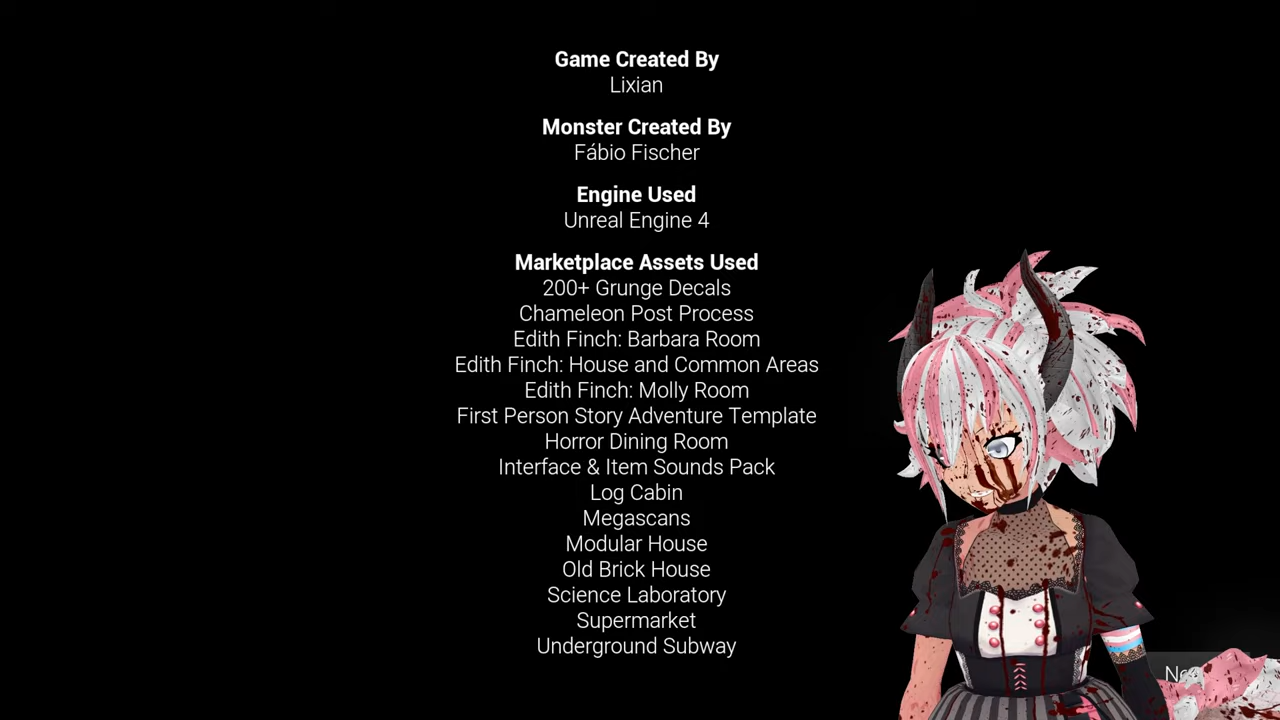 Game Created By
Lixian
Monster Created By
Fábio Fischer
Engine Used
Unreal Engine 4
Marketplace Assets Used
200+ Grunge Decals
Chameleon Post Process
Edith Finch: Barbara Room
Edith Finch: House and Common Areas
Edith Finch: Molly Room
First Person Story Adventure Template
Horror Dining Room
Interface & Item Sounds Pack
Log Cabin
Megascans
Modular House
Old Brick House
Science Laboratory
Supermarket
Underground Subway